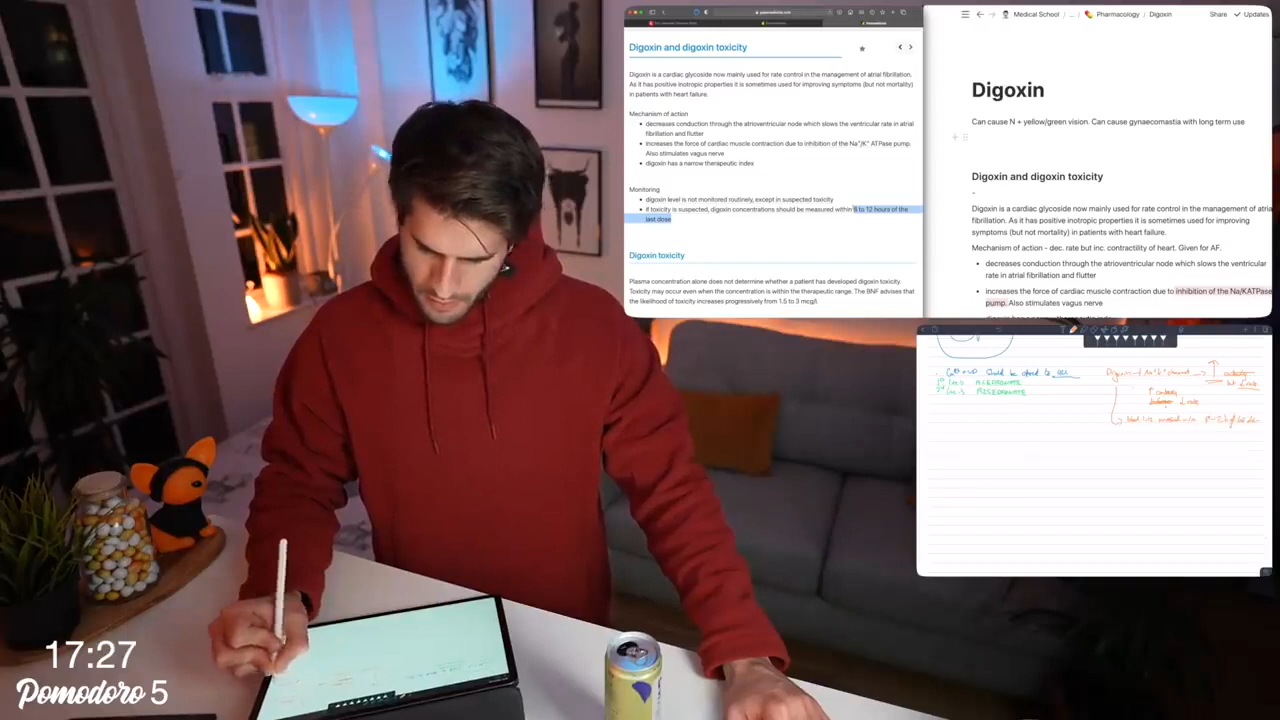 Digoxin and digoxin toxicity
Digoxin is a cardiac glycoside now mainly used for rate control in the management of atrial fibrillation.
As it has positive inotropic properties it is sometimes used for improving symptoms (but not mortality)
in patients with heart failure.
Mechanism of action
decreases conduction through the atrioventricular node which slows the ventricular rate in atrial
fibrillation and flutter
increases the force of cardiac muscle contraction due to inhibition of the Na⁺/K⁺ ATPase pump.
Also stimulates vagus nerve
digoxin has a narrow therapeutic index
Monitoring
digoxin level is not monitored routinely, except in suspected toxicity
if toxicity is suspected, digoxin concentrations should be measured within 8 to 12 hours of the
last dose
Digoxin toxicity
Plasma concentration alone does not determine whether a patient has developed digoxin toxicity.
Toxicity may occur even when the concentration is within the therapeutic range. The BNF advises that
the likelihood of toxicity increases progressively from 1.5 to 3 mcg/l.
Medical School / ... / Pharmacology / Digoxin Share Updates
Digoxin
Can cause N + yellow/green vision. Can cause gynaecomastia with long term use
Digoxin and digoxin toxicity
-
Digoxin is a cardiac glycoside now mainly used for rate control in the management of atria
fibrillation. As it has positive inotropic properties it is sometimes used for improving
symptoms (but not mortality) in patients with heart failure.
Mechanism of action - dec. rate but inc. contractility of heart. Given for AF.
decreases conduction through the atrioventricular node which slows the ventricular
rate in atrial fibrillation and flutter
increases the force of cardiac muscle contraction due to inhibition of the Na/KATPase
pump. Also stimulates vagus nerve
should be
ALENDRONATE
RISEDRONATE
↓ rate
17:27
Pomodoro 5